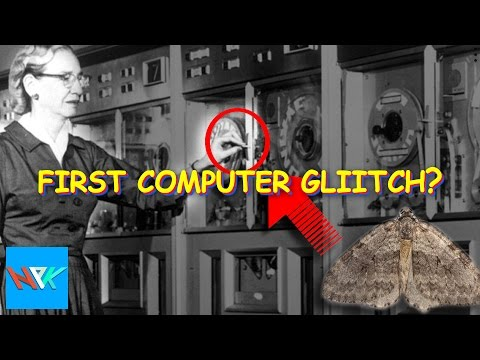 FIRST COMPUTER GLIITCH?
NPK